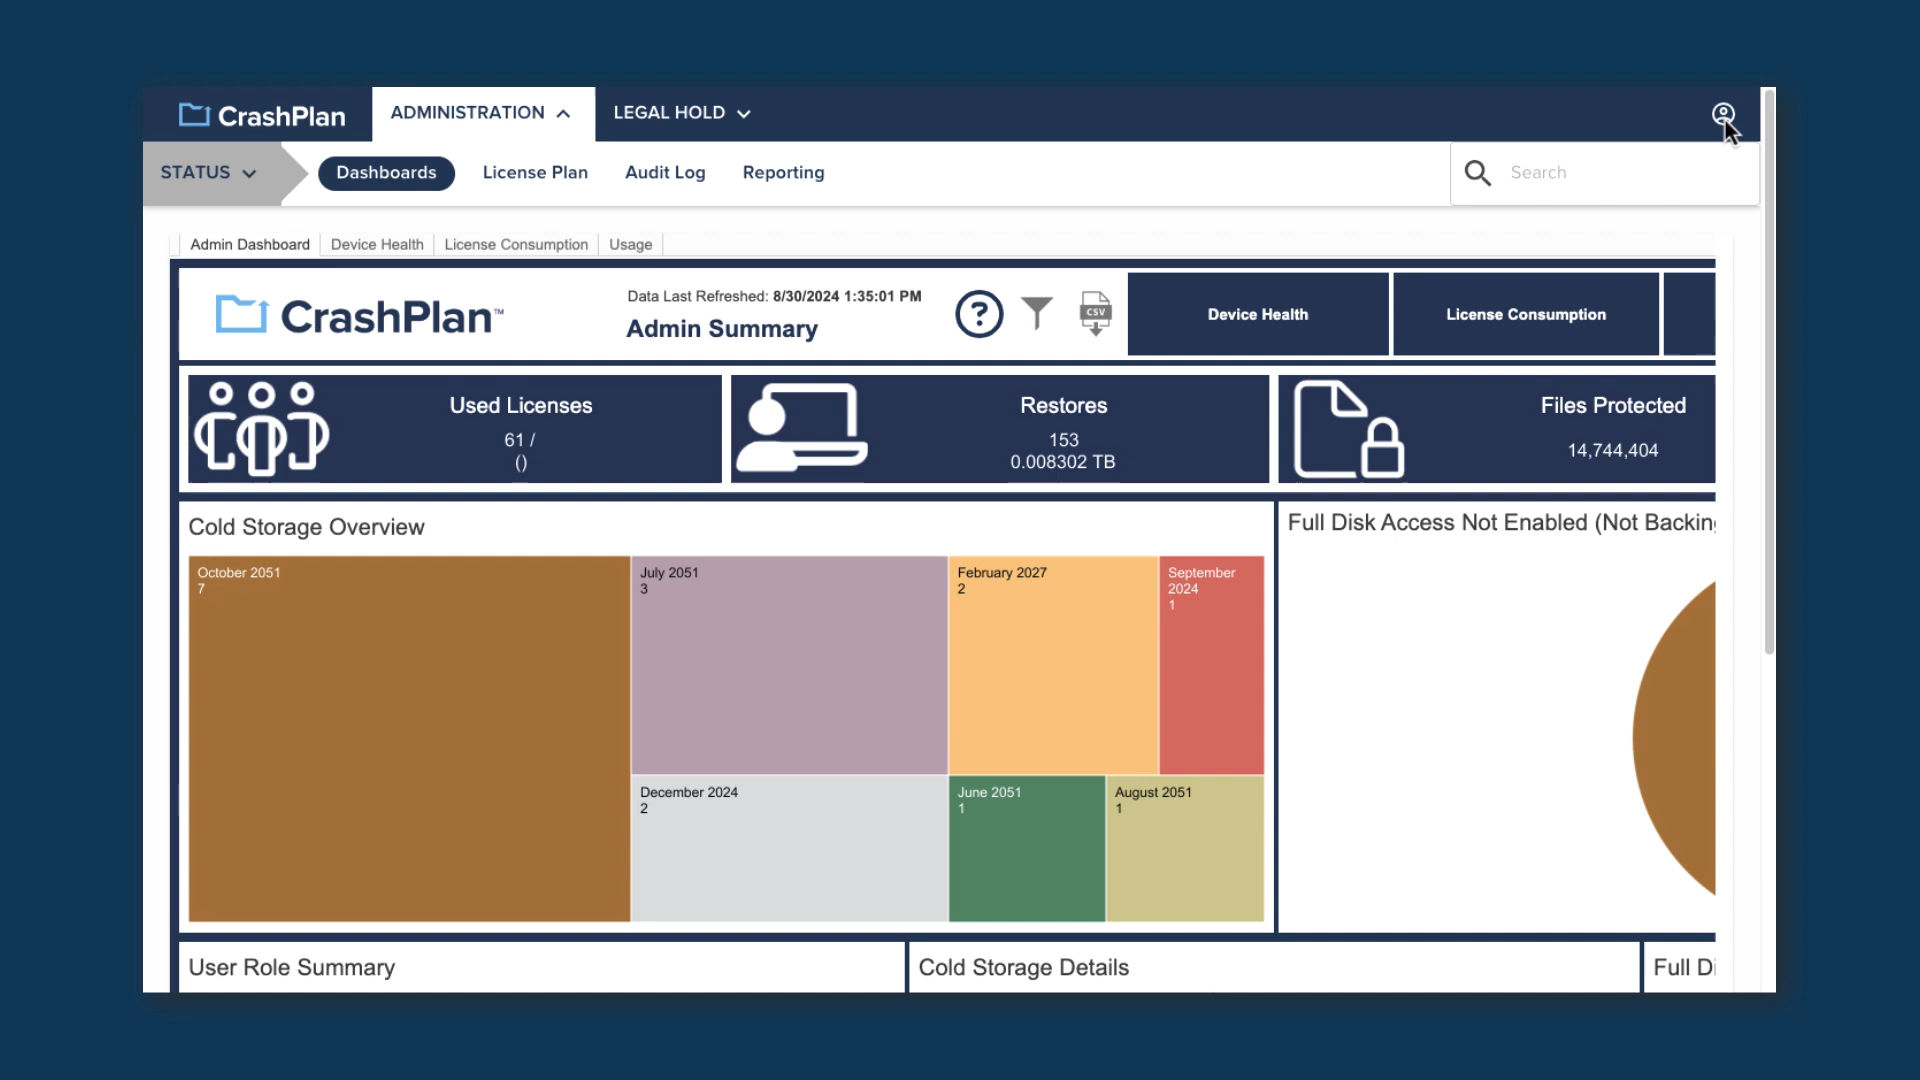 CrashPlan
ADMINISTRATION
LEGAL HOLD
STATUS
Dashboards
License Plan
Audit Log
Reporting
Search
Admin Dashboard
Device Health
License Consumption
Usage
CrashPlan™
Data Last Refreshed: 8/30/2024 1:35:01 PM
Admin Summary
?
CSV
Device Health
License Consumption
Used Licenses
61 /
()
Restores
153
0.008302 TB
Files Protected
14,744,404
Cold Storage Overview
October 2051
7
July 2051
3
February 2027
2
September
2024
1
December 2024
2
June 2051
1
August 2051
1
Full Disk Access Not Enabled (Not Backing
User Role Summary
Cold Storage Details
Full Di